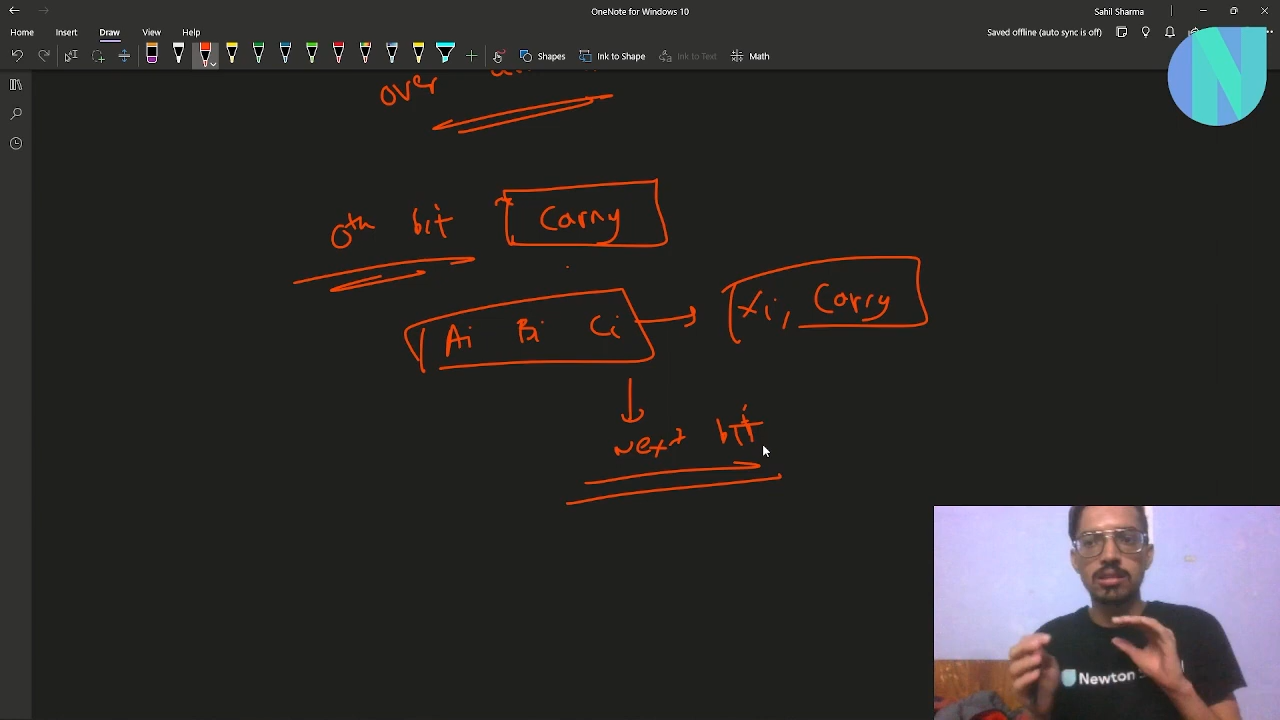 OneNote for Windows 10
Sahil Sharma
Home Insert Draw View Help
Saved offline (auto sync is off)
Shapes Ink to Shape Ink to Text Math
over
0th bit Carry
Ai Bi Ci
Xi, Carry
Next bit
Newton